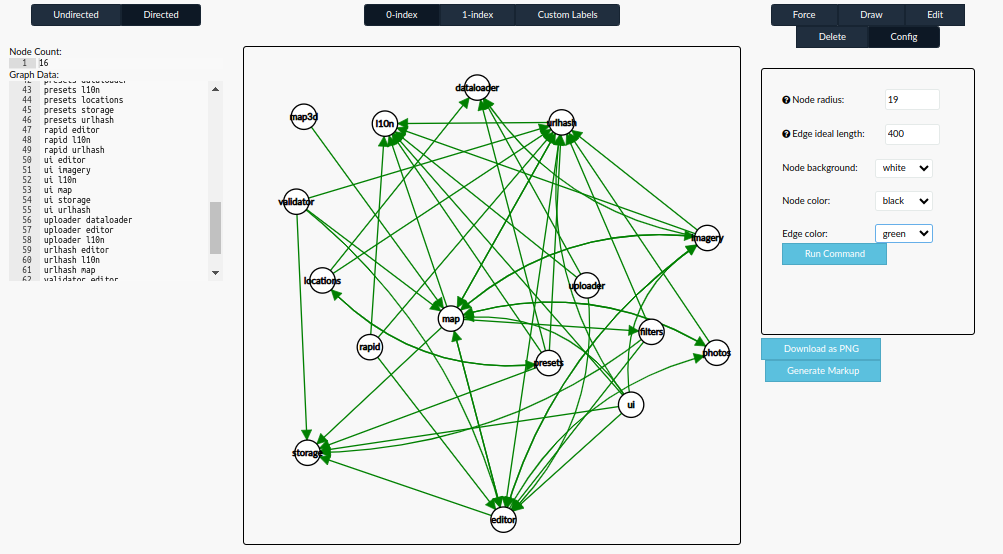 Undirected Directed
0-index 1-index Custom Labels
Force Draw Edit
Delete Config
Node Count:
1 16
Graph Data:
42 presets dataloader
43 presets l10n
44 presets locations
45 presets storage
46 presets urlhash
47 rapid editor
48 rapid l10n
49 rapid urlhash
50 ui editor
51 ui imagery
52 ui l10n
53 ui map
54 ui storage
55 ui urlhash
56 uploader dataloader
57 uploader editor
58 uploader l10n
59 urlhash editor
60 urlhash l10n
61 urlhash map
62 validator editor
dataloader
map3d
l10n
urlhash
validator
imagery
locations
uploader
map
filters
rapid
presets
photos
ui
storage
editor
Node radius: 19
Edge ideal length: 400
Node background: white
Node color: black
Edge color: green
Run Command
Download as PNG
Generate Markup